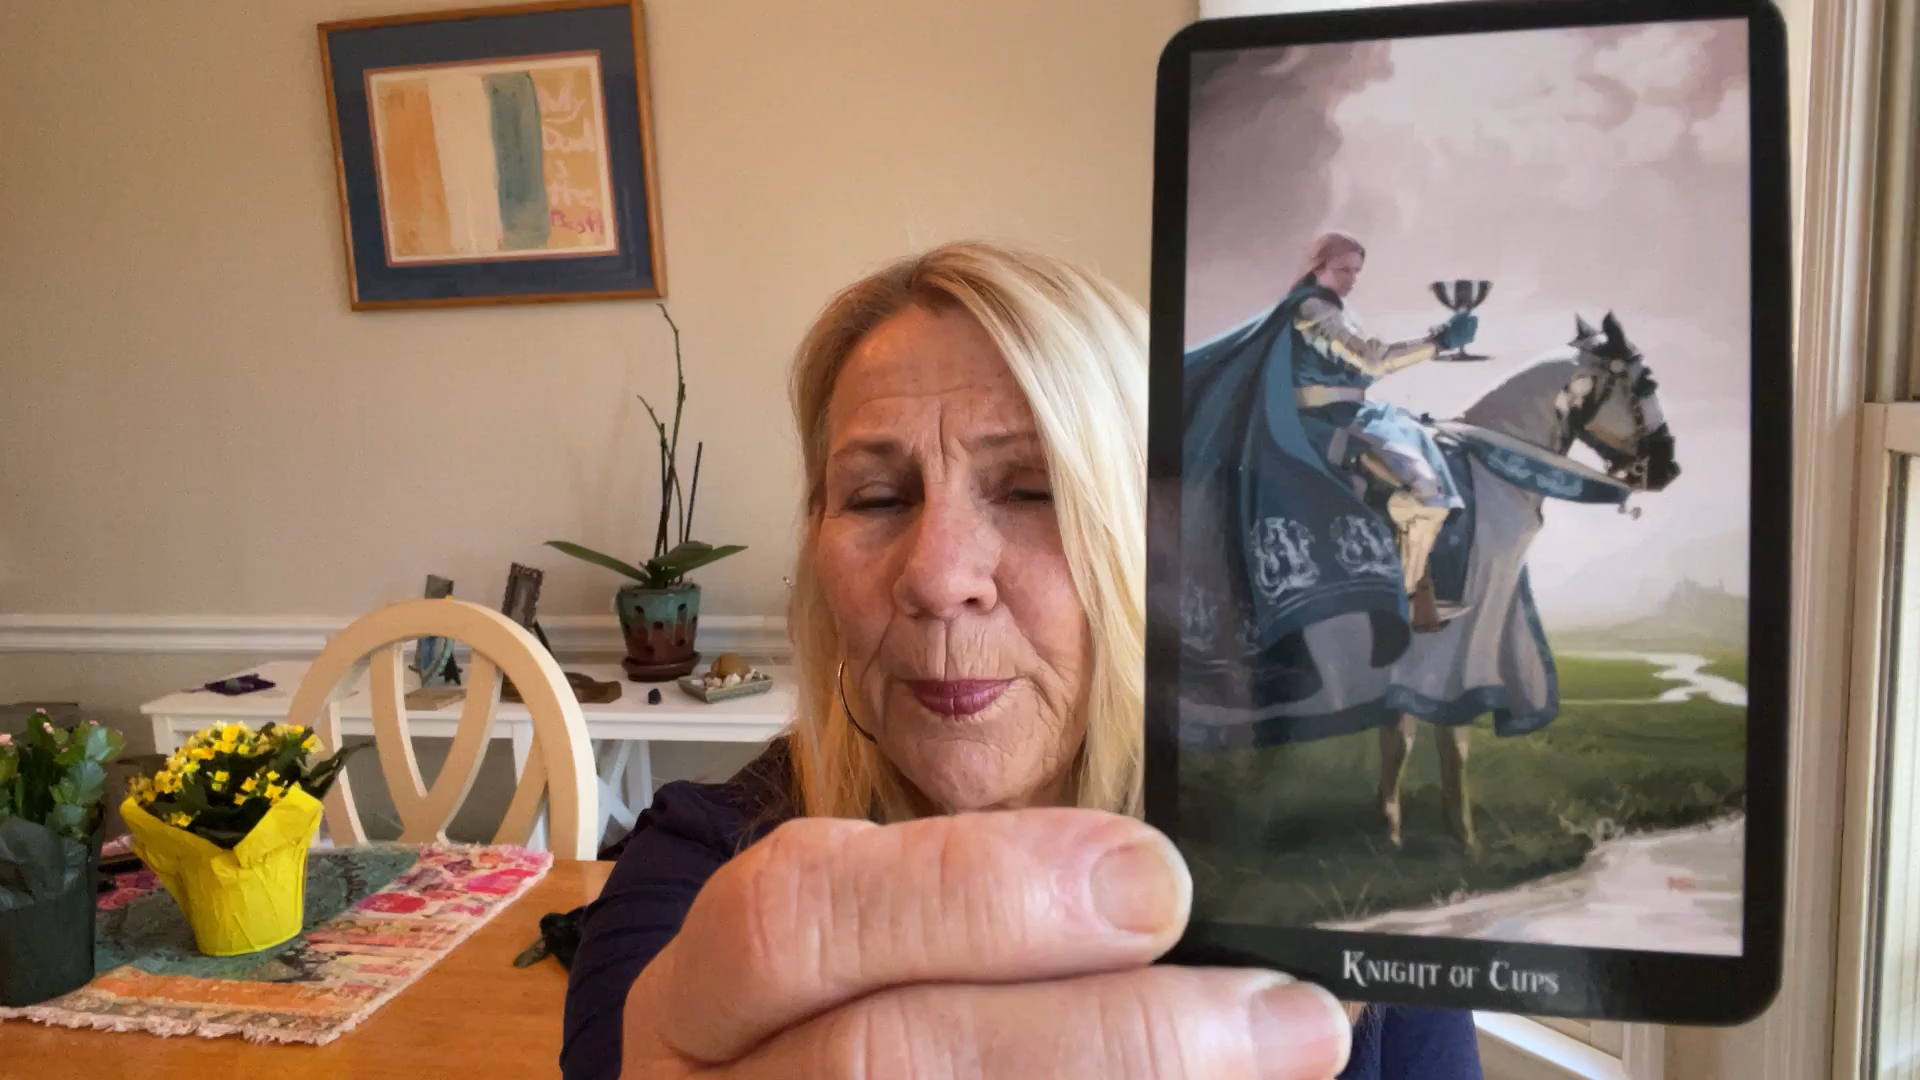 My
Dad
is
the
Best!
Knight of Cups